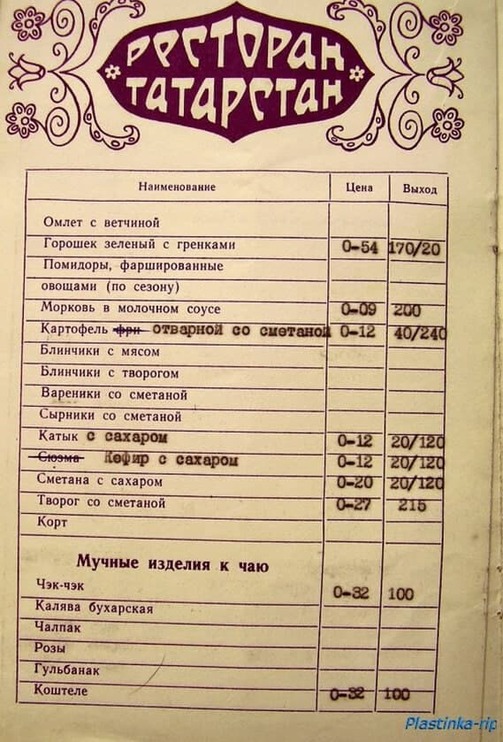 РЕСТОРАН
ТАТАРСТАН
Наименование Цена Выход
Омлет с ветчиной
Горошек зеленый с гренками 0-54 170/20
Помидоры, фаршированные
овощами (по сезону)
Морковь в молочном соусе 0-09 200
Картофель фри отварной со сметаной 0-12 40/240
Блинчики с мясом
Блинчики с творогом
Вареники со сметаной
Сырники со сметаной
Катык с сахаром 0-12 20/120
Сюзма Кефир с сахаром 0-12 20/120
Сметана с сахаром 0-20 20/120
Творог со сметаной 0-27 215
Корт
Мучные изделия к чаю
Чэк-чэк 0-32 100
Калява бухарская
Чалпак
Розы
Гульбанак
Коштеле 0-32 100
Plastinka-rip